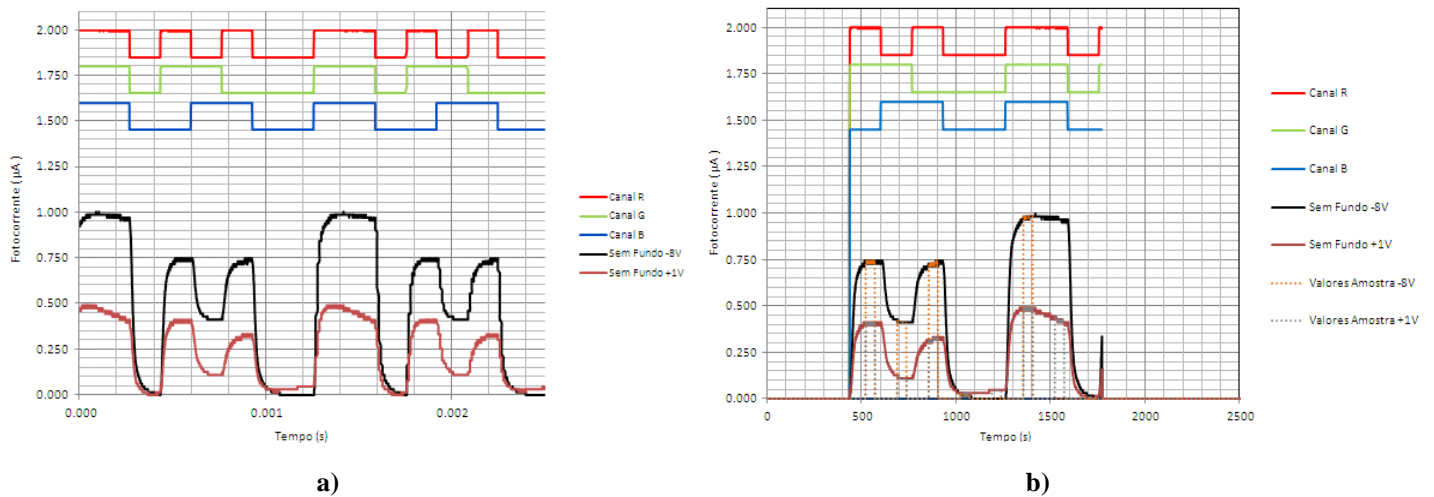 2.000
1.750
1.500
1.250
1.000
0.750
0.500
0.250
0.000
Fotocorrente (µA)
0.000
0.001
0.002
Tempo (s)
Canal R
Canal G
Canal B
Sem Fundo -8V
Sem Fundo +1V
a)
2.000
1.750
1.500
1.250
1.000
0.750
0.500
0.250
0.000
Fotocorrente (µA)
0
500
1000
1500
2000
2500
Tempo (s)
Canal R
Canal G
Canal B
Sem Fundo -8V
Sem Fundo +1V
Valores Amostra -8V
Valores Amostra +1V
b)